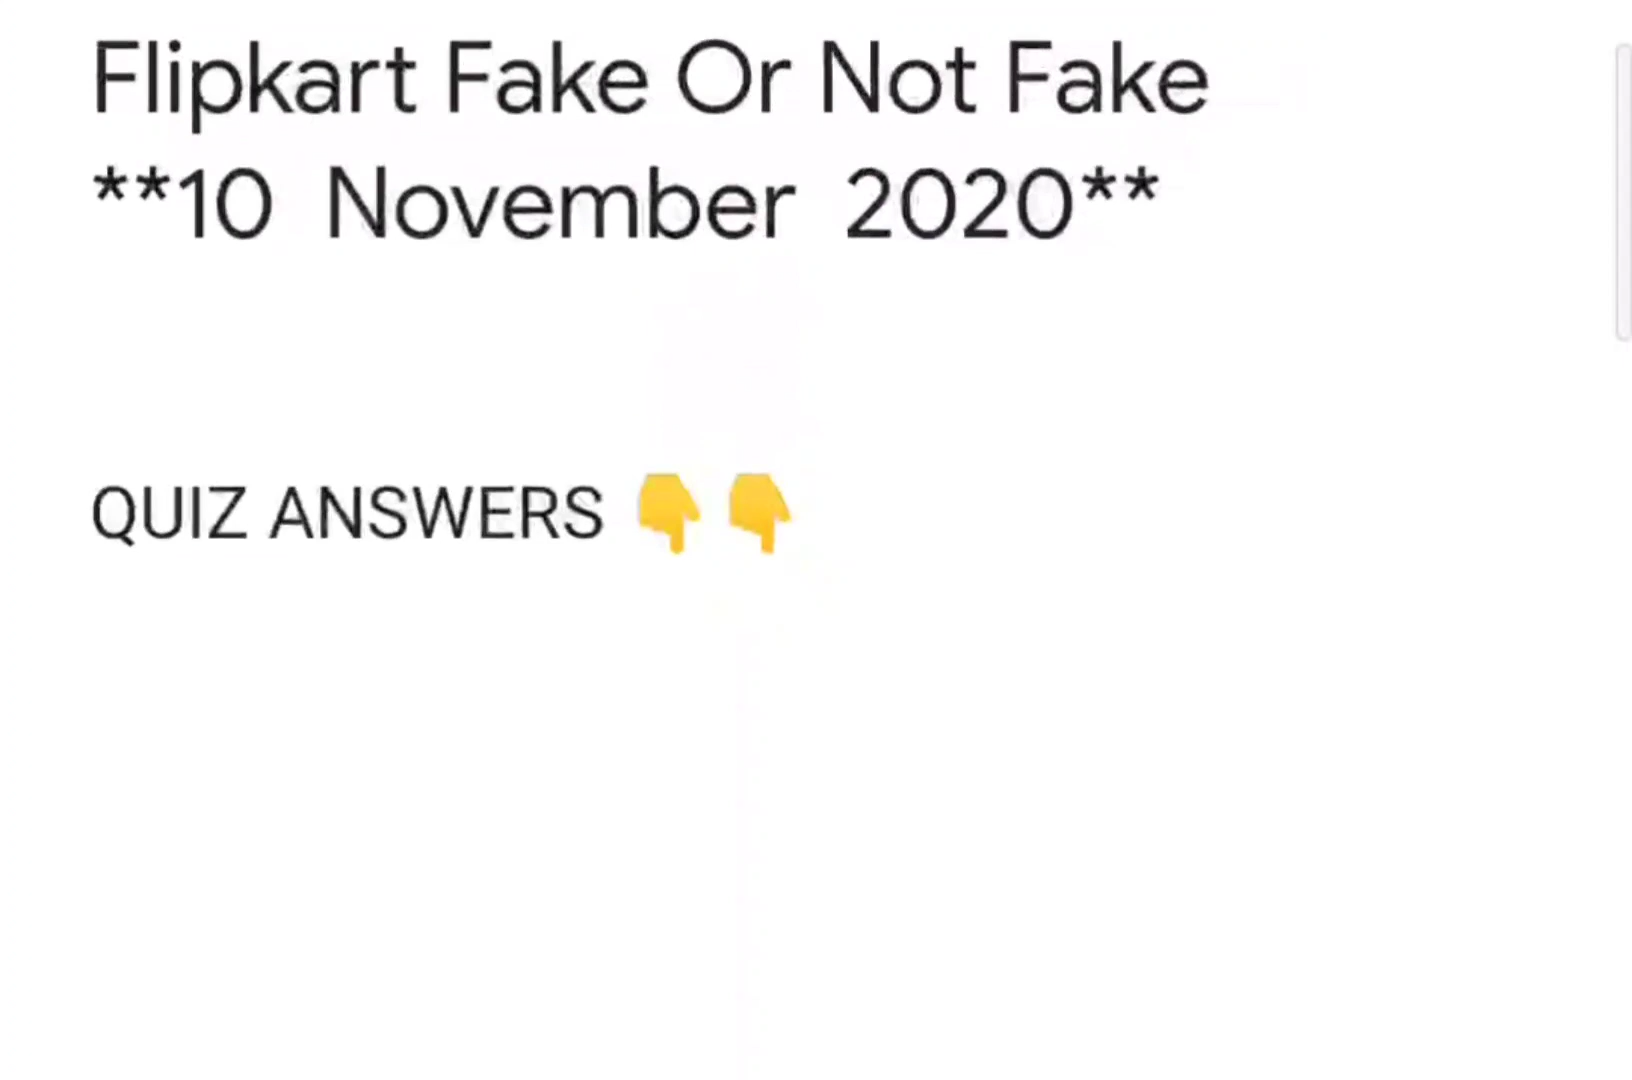 Flipkart Fake Or Not Fake
**10 November 2020**
QUIZ ANSWERS 👇👇